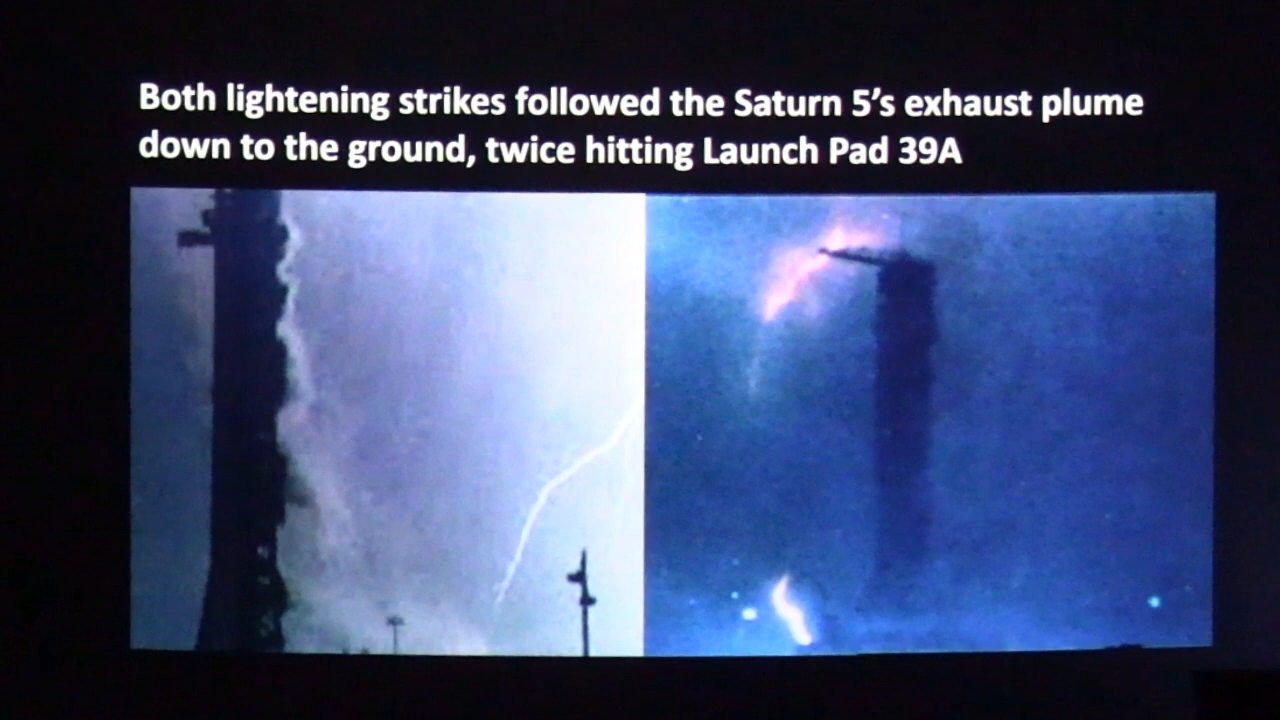 Both lightening strikes followed the Saturn 5's exhaust plume
down to the ground, twice hitting Launch Pad 39A